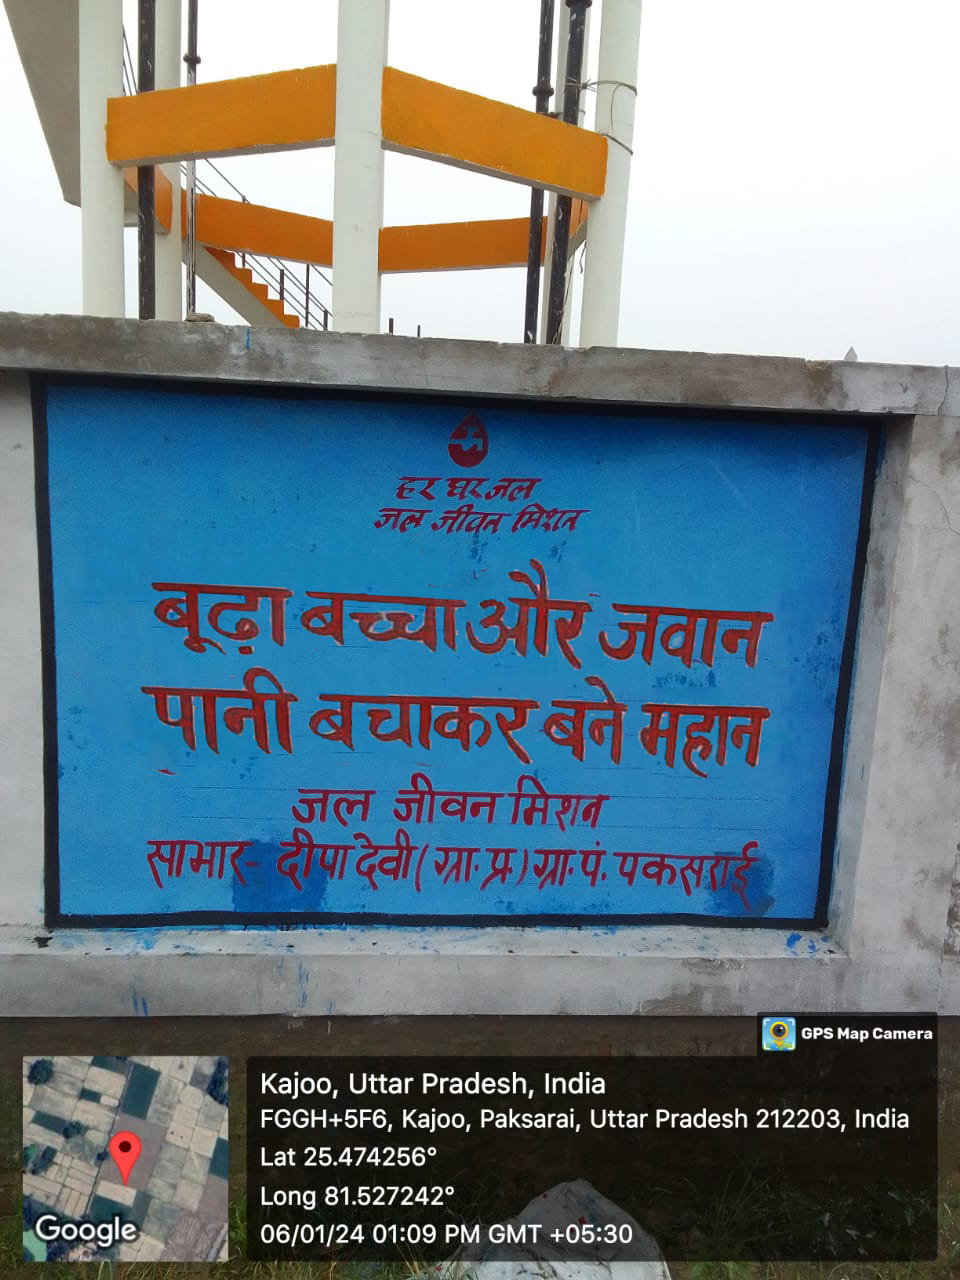 हर घर जल
जल जीवन मिशन
बूढ़ा बच्चा और जवान
पानी बचाकर बने महान
जल जीवन मिशन
साभार- दीपा देवी (ग्रा.प्र.) ग्रा.पं. पकसराई
GPS Map Camera
Kajoo, Uttar Pradesh, India
FGGH+5F6, Kajoo, Paksarai, Uttar Pradesh 212203, India
Lat 25.474256°
Long 81.527242°
06/01/24 01:09 PM GMT +05:30
Google